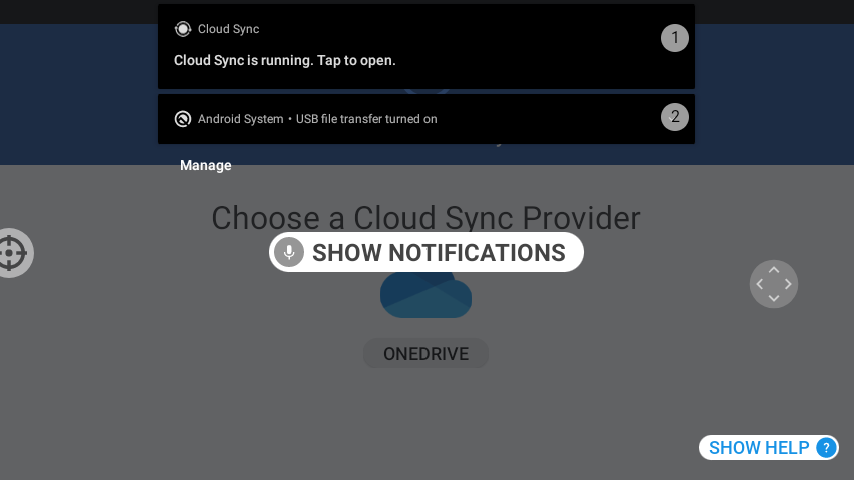 Cloud Sync
1
Cloud Sync is running. Tap to open.
Android System • USB file transfer turned on
2
Manage
Choose a Cloud Sync Provider
SHOW NOTIFICATIONS
ONEDRIVE
SHOW HELP ?